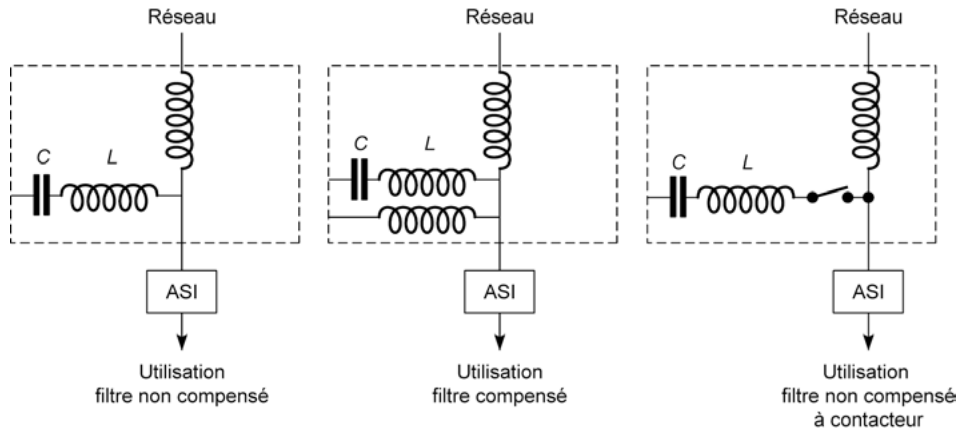 Réseau
C
L
ASI
Utilisation
filtre non compensé
Réseau
C
L
ASI
Utilisation
filtre compensé
Réseau
C
L
ASI
Utilisation
filtre non compensé
à contacteur